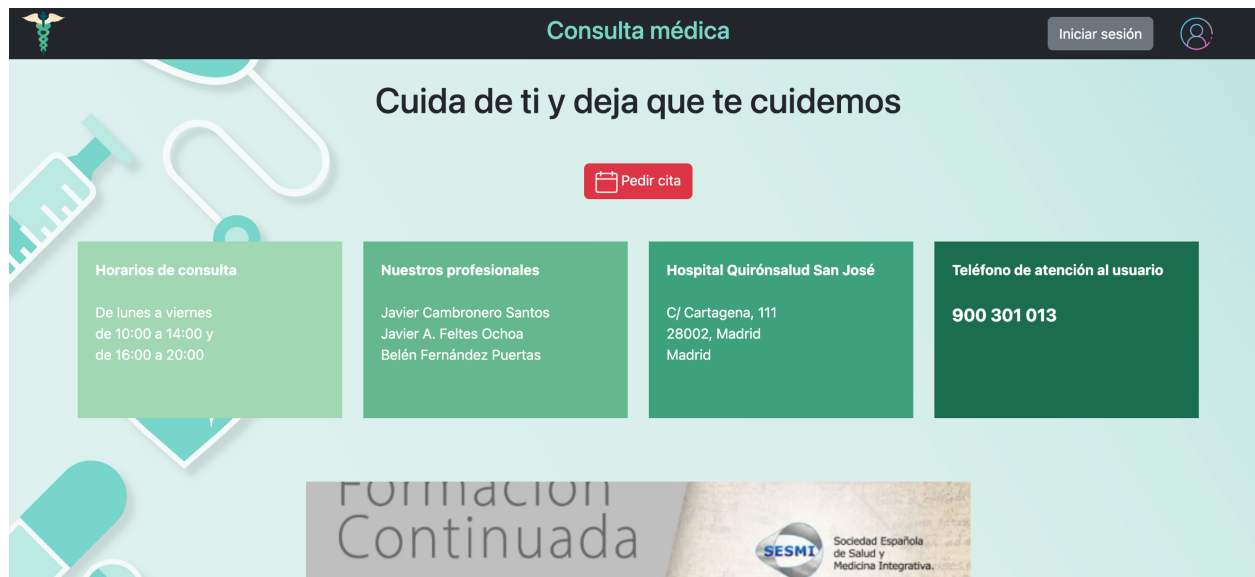 Consulta médica
Iniciar sesión
Cuida de ti y deja que te cuidemos
Pedir cita
Horarios de consulta
De lunes a viernes
de 10:00 a 14:00 y
de 16:00 a 20:00
Nuestros profesionales
Javier Cambronero Santos
Javier A. Feltes Ochoa
Belén Fernández Puertas
Hospital Quirónsalud San José
C/ Cartagena, 111
28002, Madrid
Madrid
Teléfono de atención al usuario
900 301 013
Formación
Continuada
SESMI
Sociedad Española
de Salud y
Medicina Integrativa.